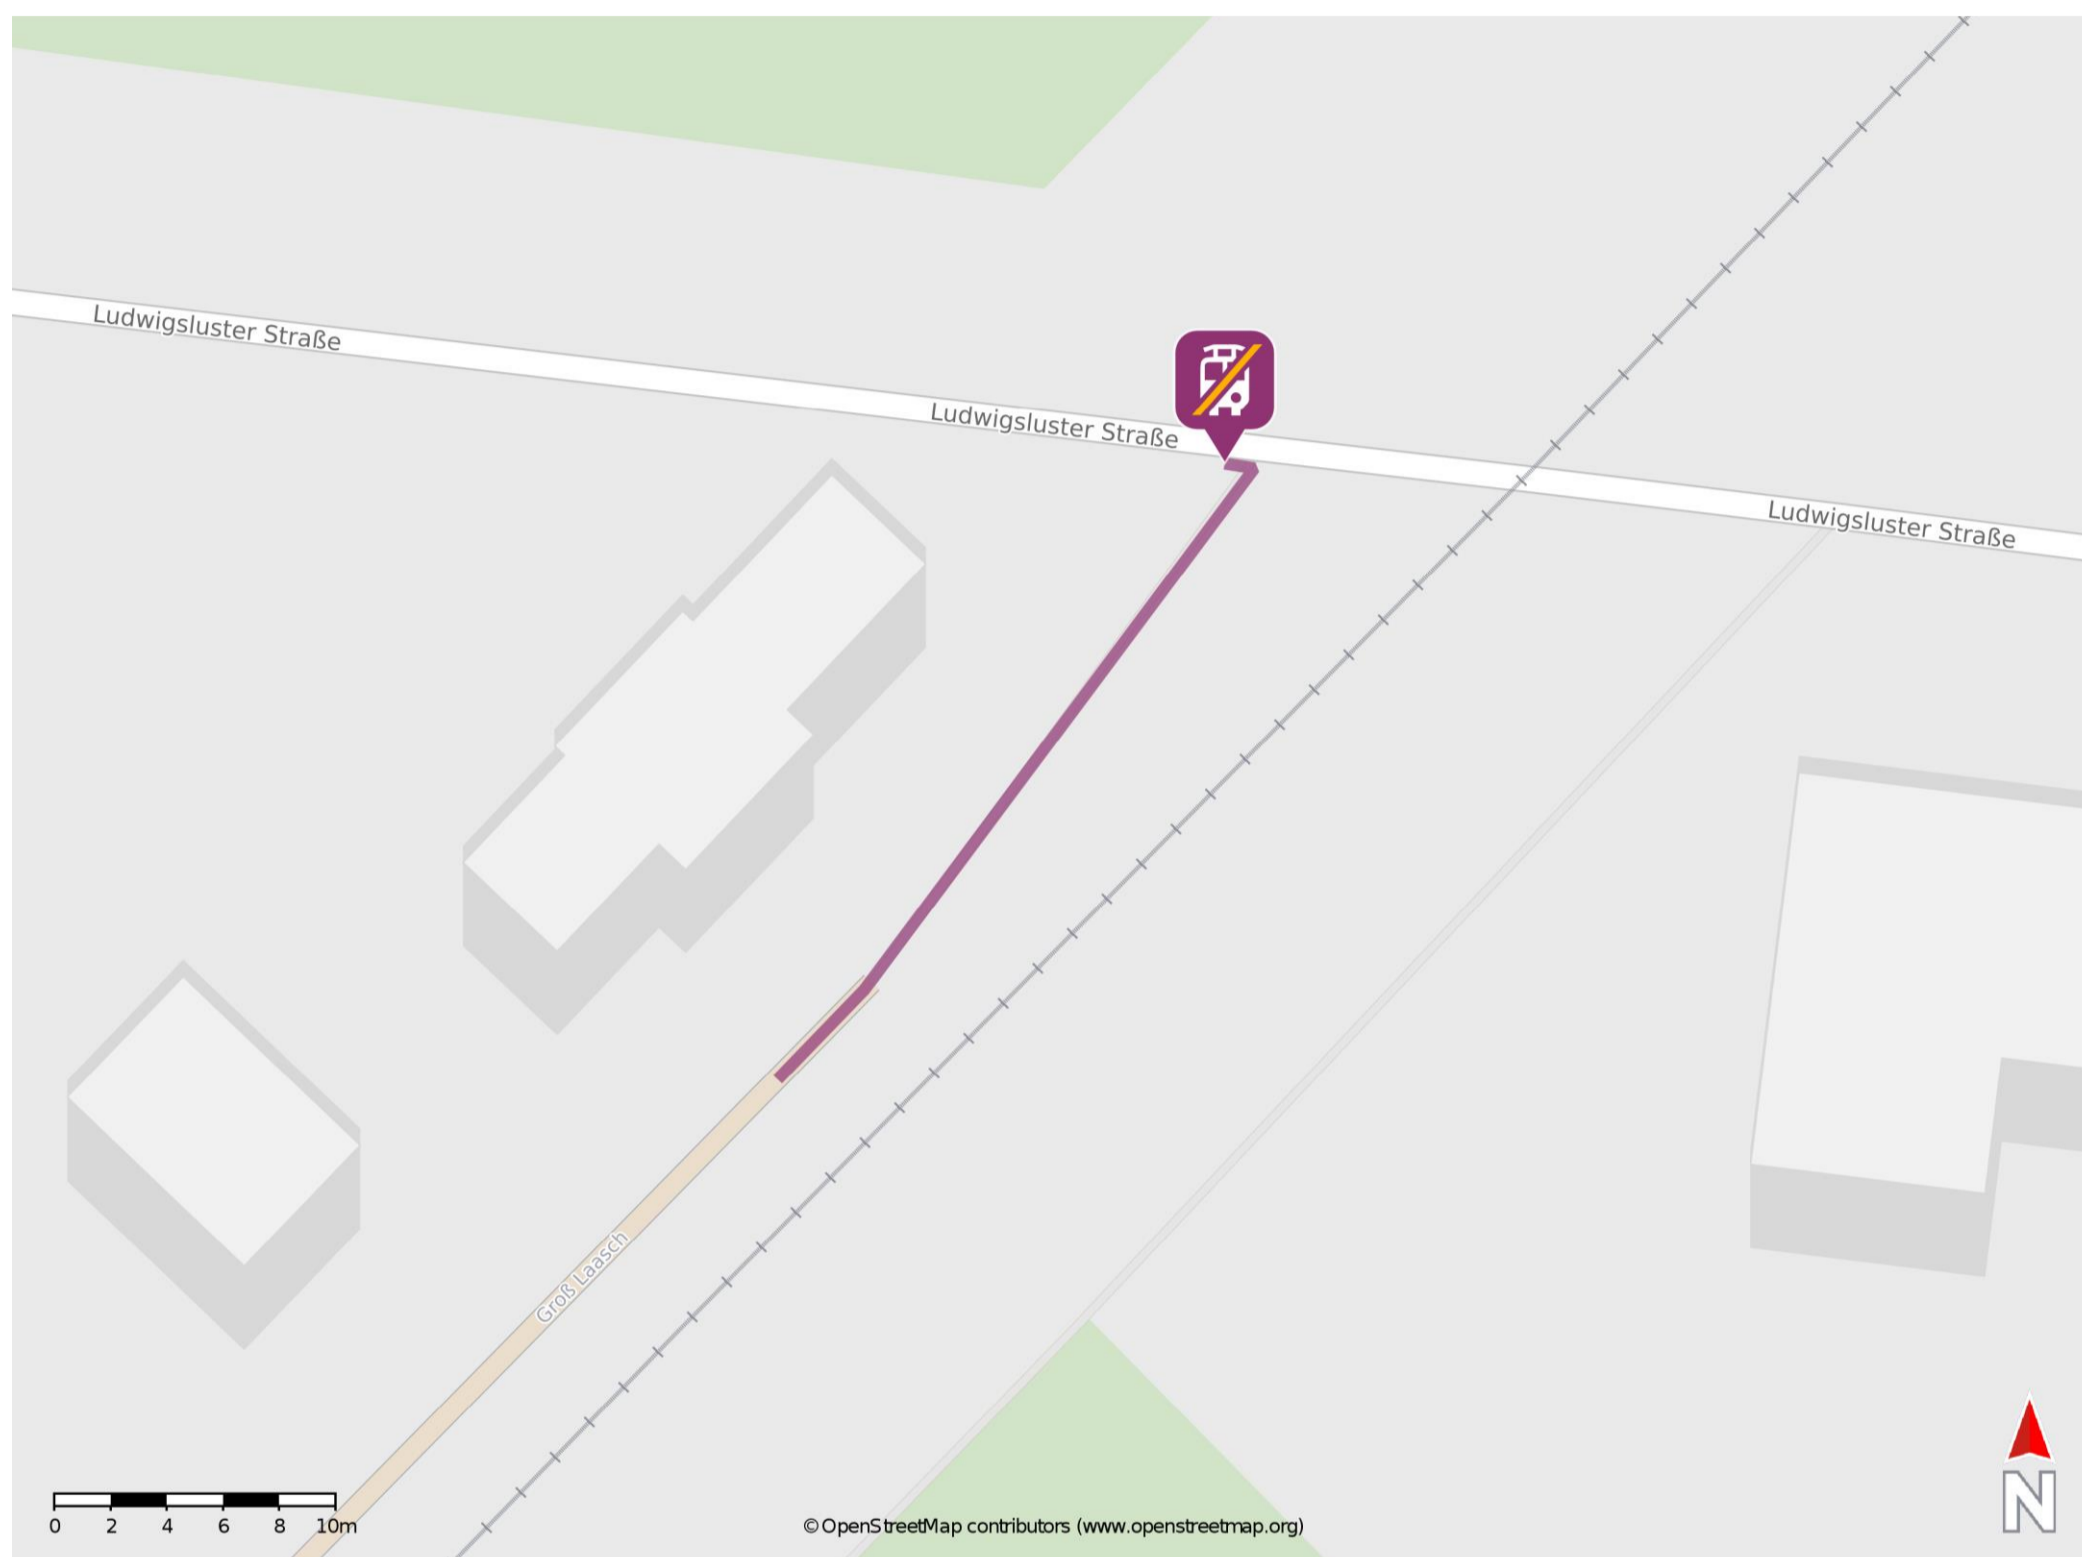 Ludwigsluster Straße
Ludwigsluster Straße
Ludwigsluster Straße
Groß Laasch
0 2 4 6 8 10m
© OpenStreetMap contributors (www.openstreetmap.org)
N